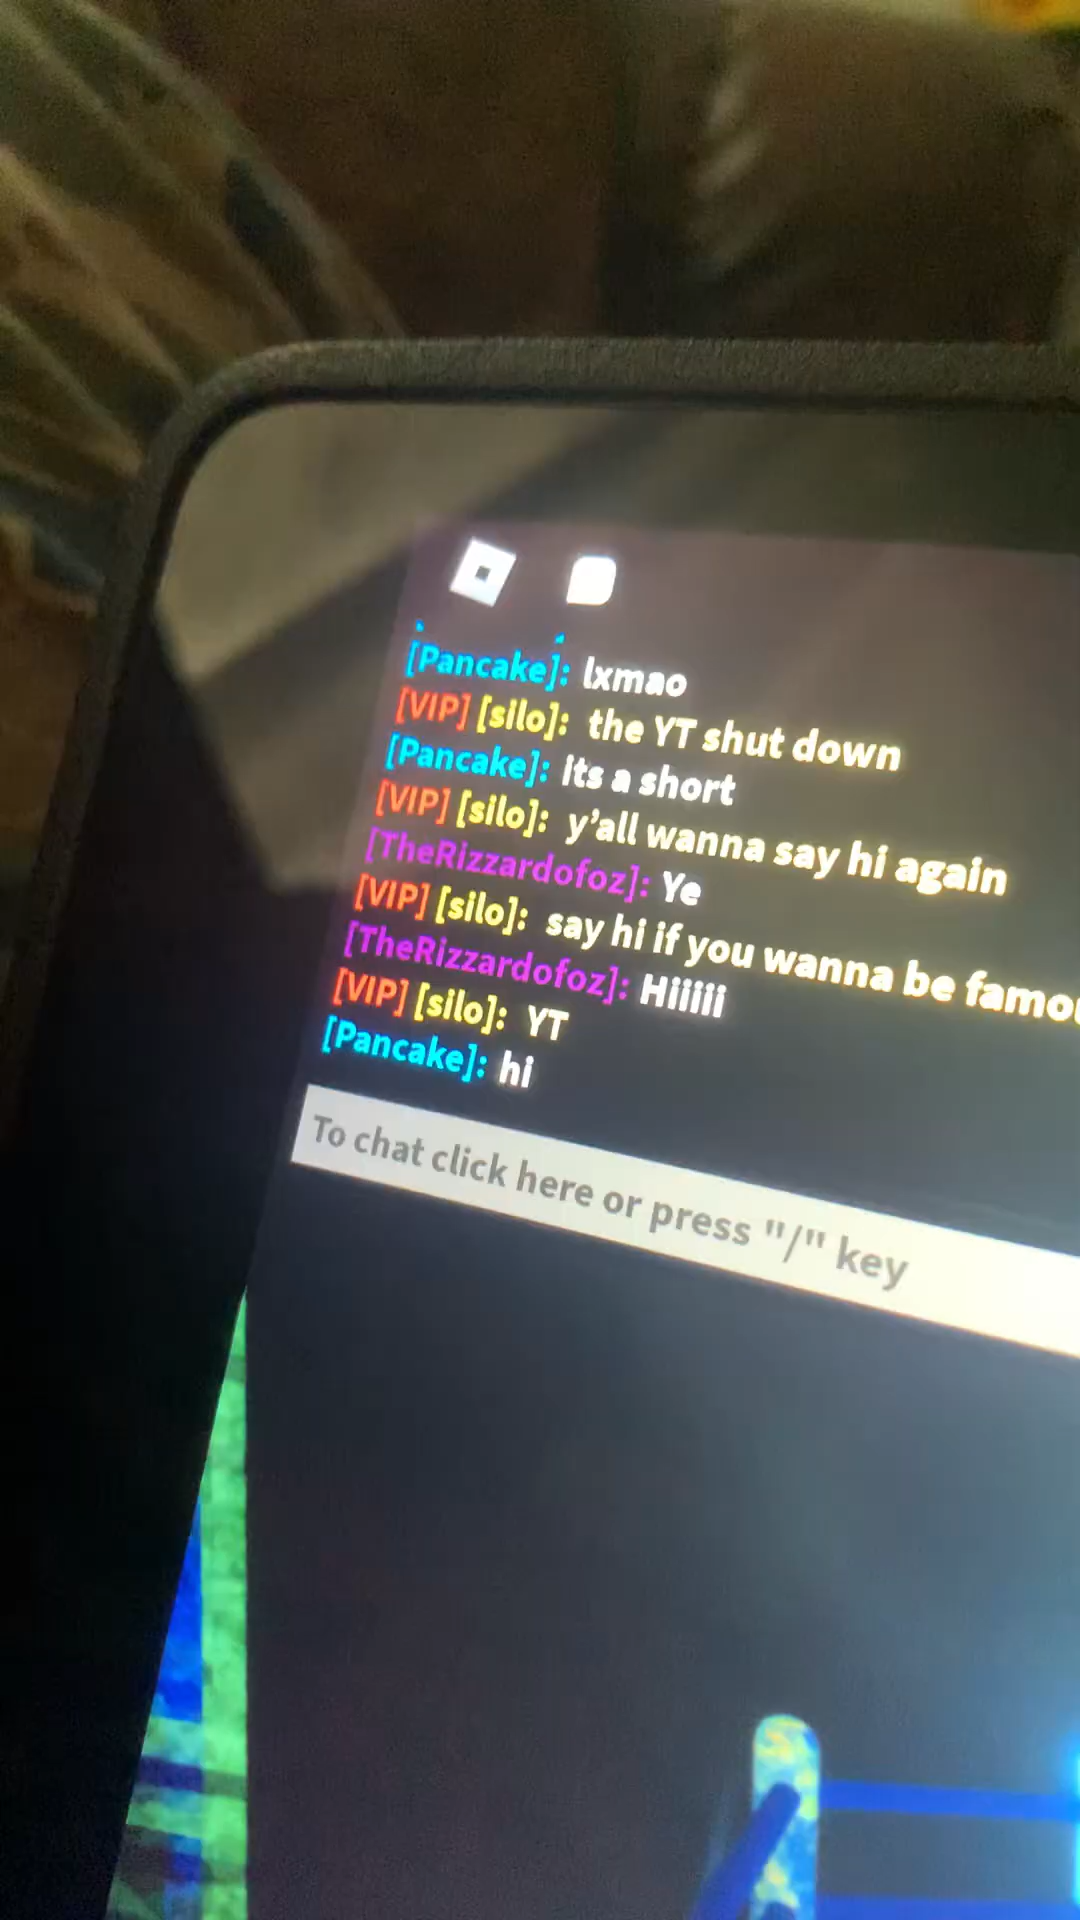 [Pancake]: lxmao
[VIP] [silo]: the YT shut down
[Pancake]: Its a short
[VIP] [silo]: y'all wanna say hi again
[TheRizzardofoz]: Ye
[VIP] [silo]: say hi if you wanna be
[TheRizzardofoz]: Hiiiii
[VIP] [silo]: YT
[Pancake]: hi
To chat click here or press "/" key